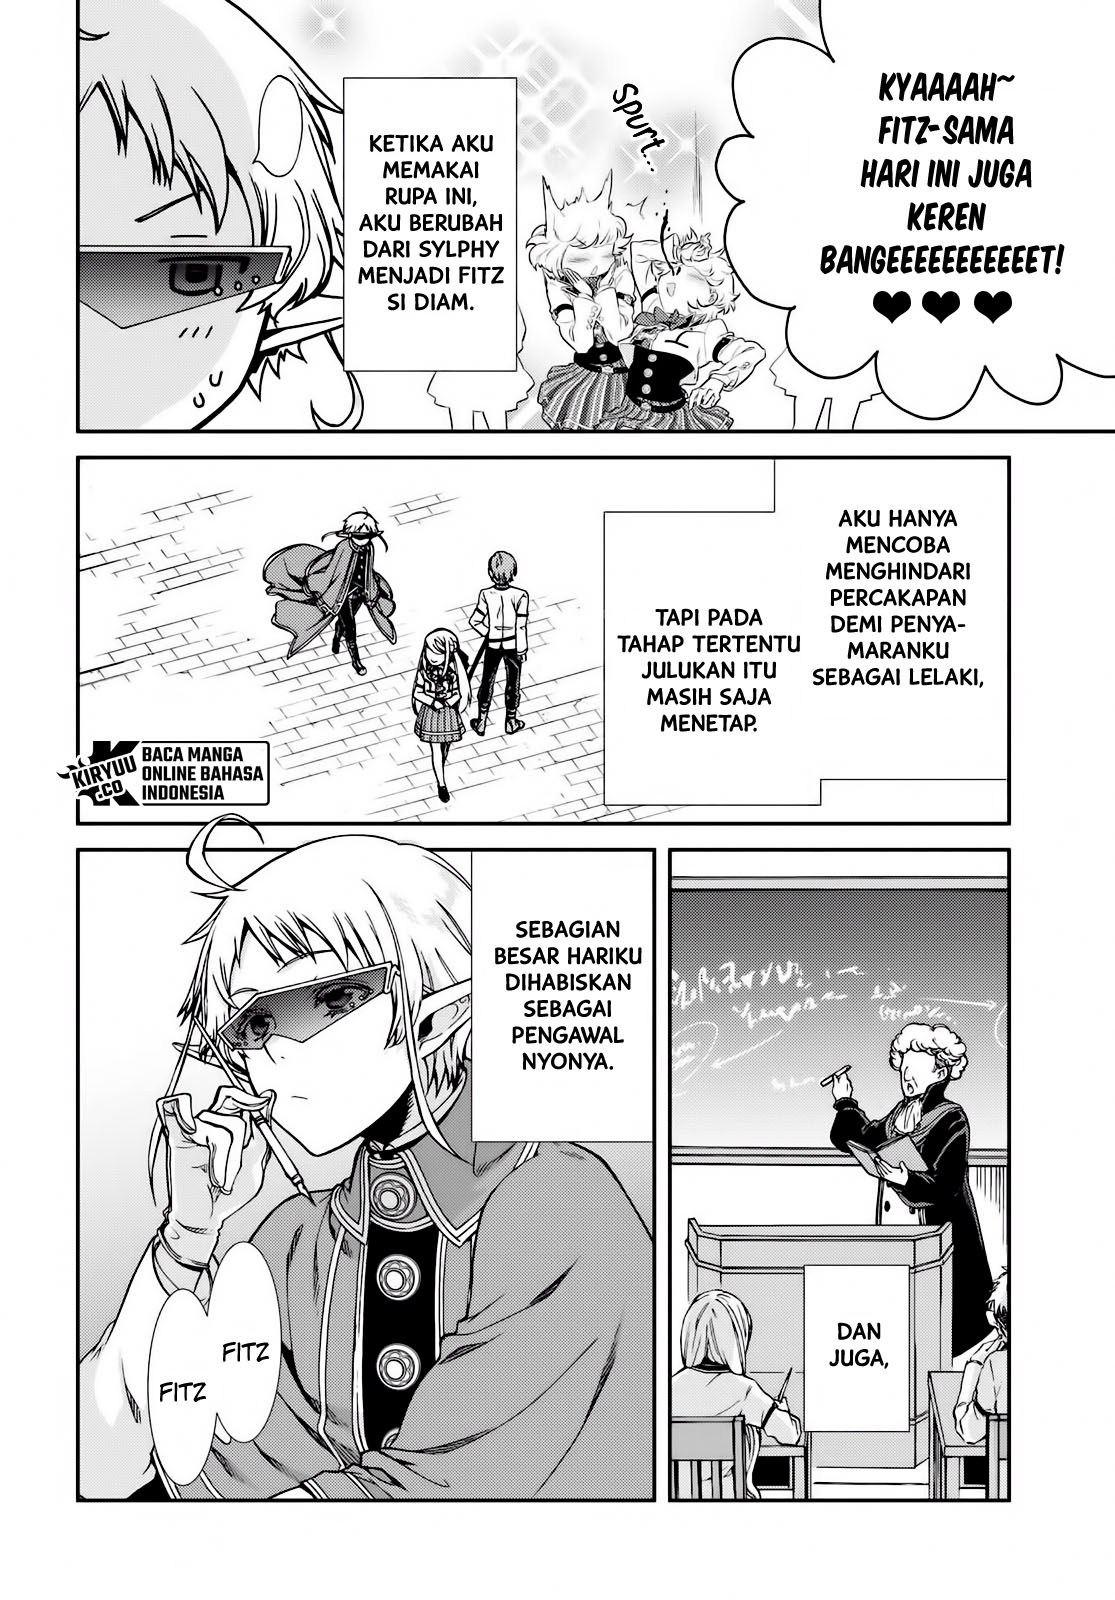 KYAAAAH~
FITZ-SAMA
HARI INI JUGA
KEREN
BANGEEEEEEEEEEET!
♥♥♥
Spurt...
KETIKA AKU
MEMAKAI
RUPA INI,
AKU BERUBAH
DARI SYLPHY
MENJADI FITZ
SI DIAM.
AKU HANYA
MENCOBA
MENGHINDARI
PERCAKAPAN
DEMI PENYA-
MARANKU
SEBAGAI LELAKI,
TAPI PADA
TAHAP TERTENTU
JULUKAN ITU
MASIH SAJA
MENETAP.
KIRYUU
.CO
BACA MANGA
ONLINE BAHASA
INDONESIA
DAN
JUGA,
SEBAGIAN
BESAR HARIKU
DIHABISKAN
SEBAGAI
PENGAWAL
NYONYA.
FITZ
FITZ